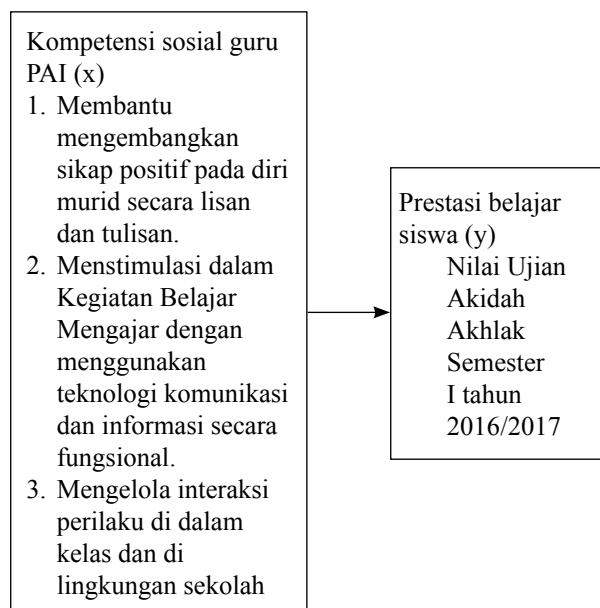 Kompetensi sosial guru
PAI (x)
1. Membantu
mengembangkan
sikap positif pada diri
murid secara lisan
dan tulisan.
2. Menstimulasi dalam
Kegiatan Belajar
Mengajar dengan
menggunakan
teknologi komunikasi
dan informasi secara
fungsional.
3. Mengelola interaksi
perilaku di dalam
kelas dan di
lingkungan sekolah
Prestasi belajar
siswa (y)
Nilai Ujian
Akidah
Akhlak
Semester
I tahun
2016/2017